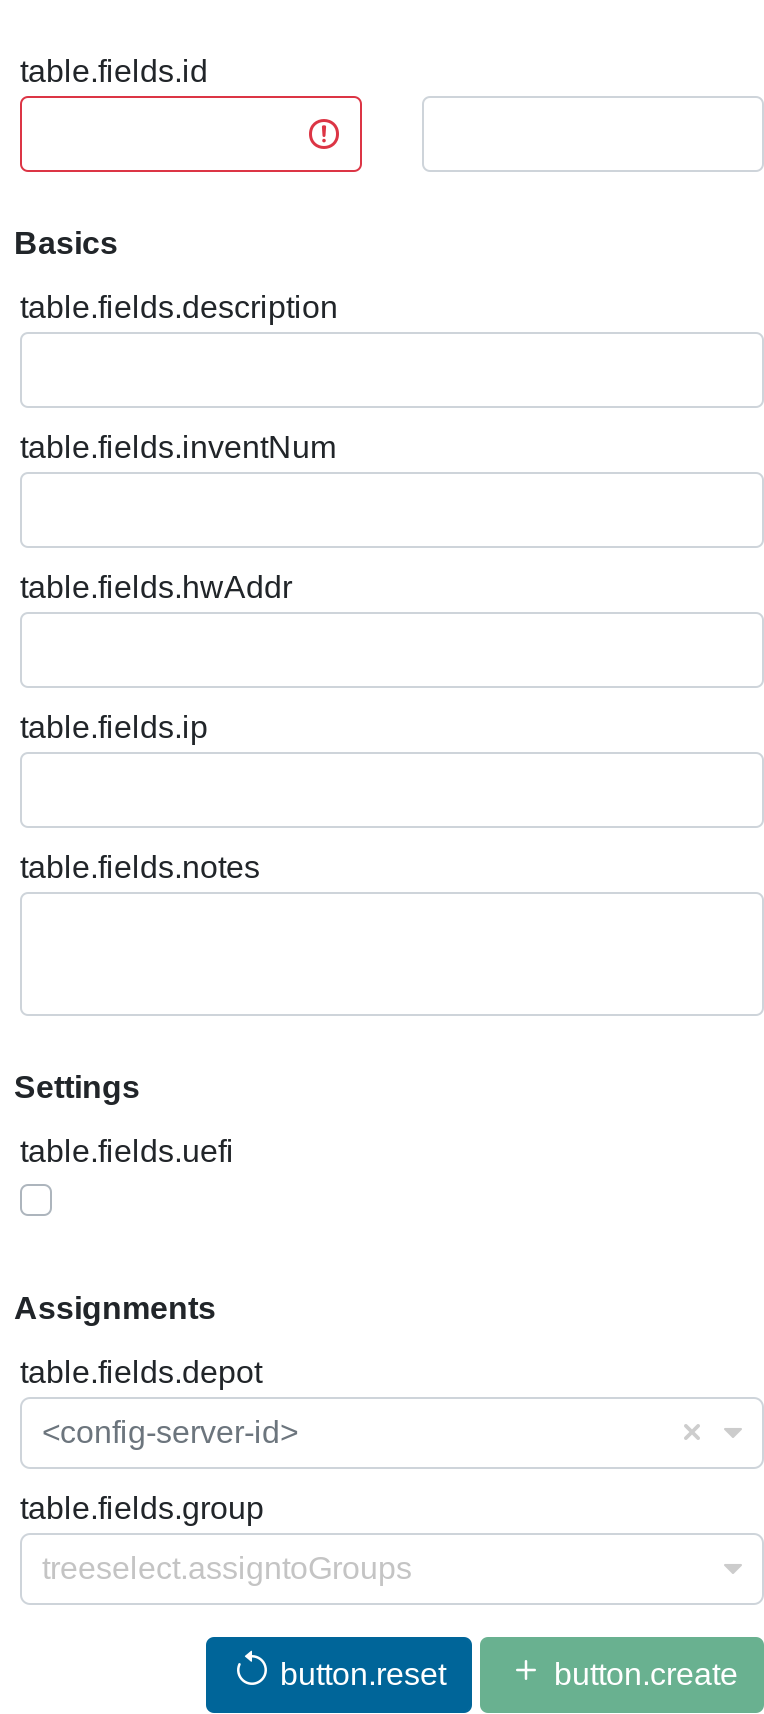 table.fields.id
Basics
table.fields.description
table.fields.inventNum
table.fields.hwAddr
table.fields.ip
table.fields.notes
Settings
table.fields.uefi
Assignments
table.fields.depot
<config-server-id>
table.fields.group
treeselect.assigntoGroups
button.reset button.create